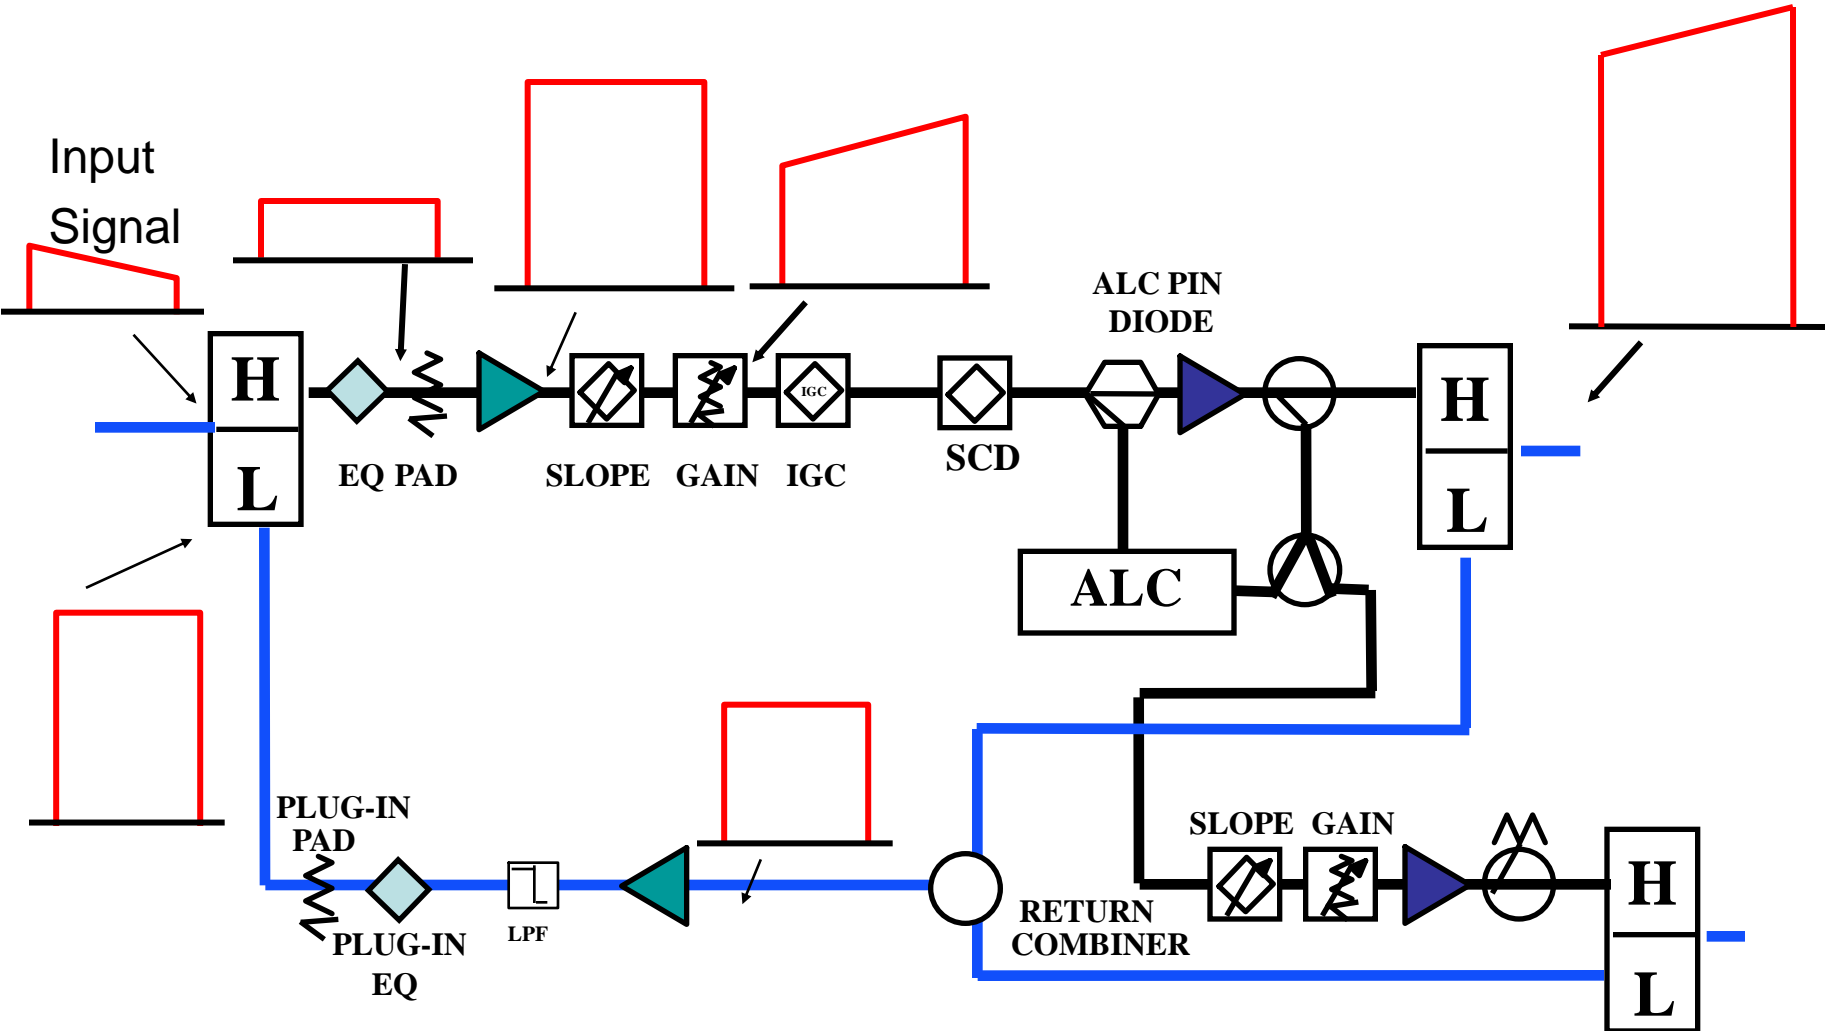 Input
Signal
ALC PIN
DIODE
H
L
EQ PAD
SLOPE
GAIN
IGC
IGC
SCD
H
L
ALC
PLUG-IN
PAD
PLUG-IN
EQ
LPF
RETURN
COMBINER
SLOPE
GAIN
H
L